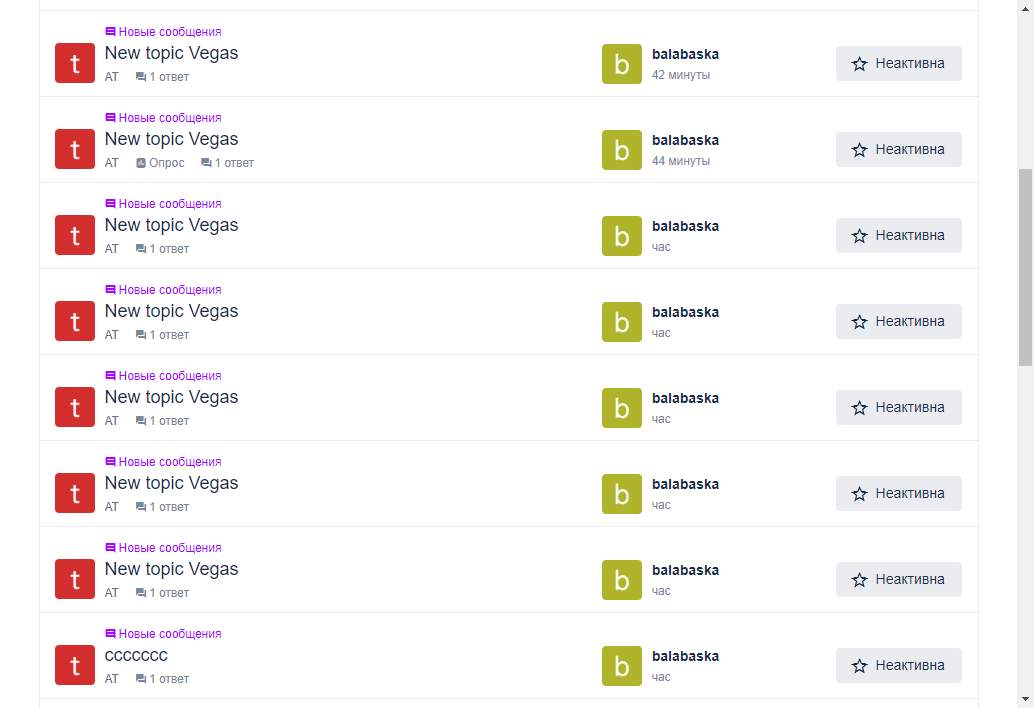 Новые сообщения
t New topic Vegas b balabaska Неактивна
AT 1 ответ 42 минуты
Новые сообщения
t New topic Vegas b balabaska Неактивна
AT Опрос 1 ответ 44 минуты
Новые сообщения
t New topic Vegas b balabaska Неактивна
AT 1 ответ час
Новые сообщения
t New topic Vegas b balabaska Неактивна
AT 1 ответ час
Новые сообщения
t New topic Vegas b balabaska Неактивна
AT 1 ответ час
Новые сообщения
t New topic Vegas b balabaska Неактивна
AT 1 ответ час
Новые сообщения
t New topic Vegas b balabaska Неактивна
AT 1 ответ час
Новые сообщения
t ccccccc b balabaska Неактивна
AT 1 ответ час